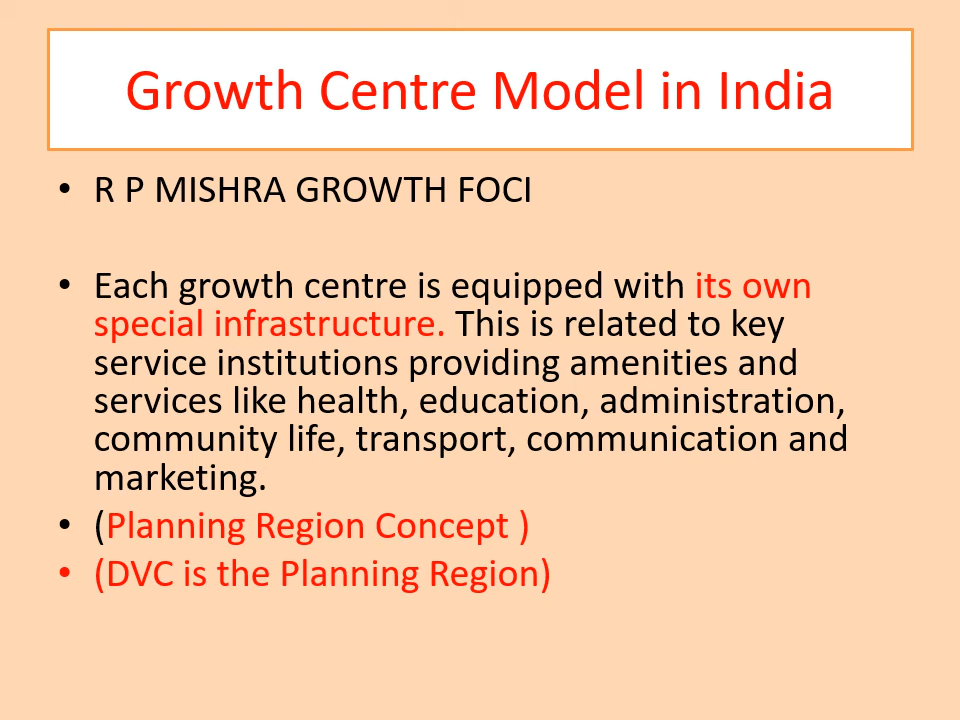 Growth Centre Model in India
• R P MISHRA GROWTH FOCI
• Each growth centre is equipped with its own
special infrastructure. This is related to key
service institutions providing amenities and
services like health, education, administration,
community life, transport, communication and
marketing.
• (Planning Region Concept )
• (DVC is the Planning Region)